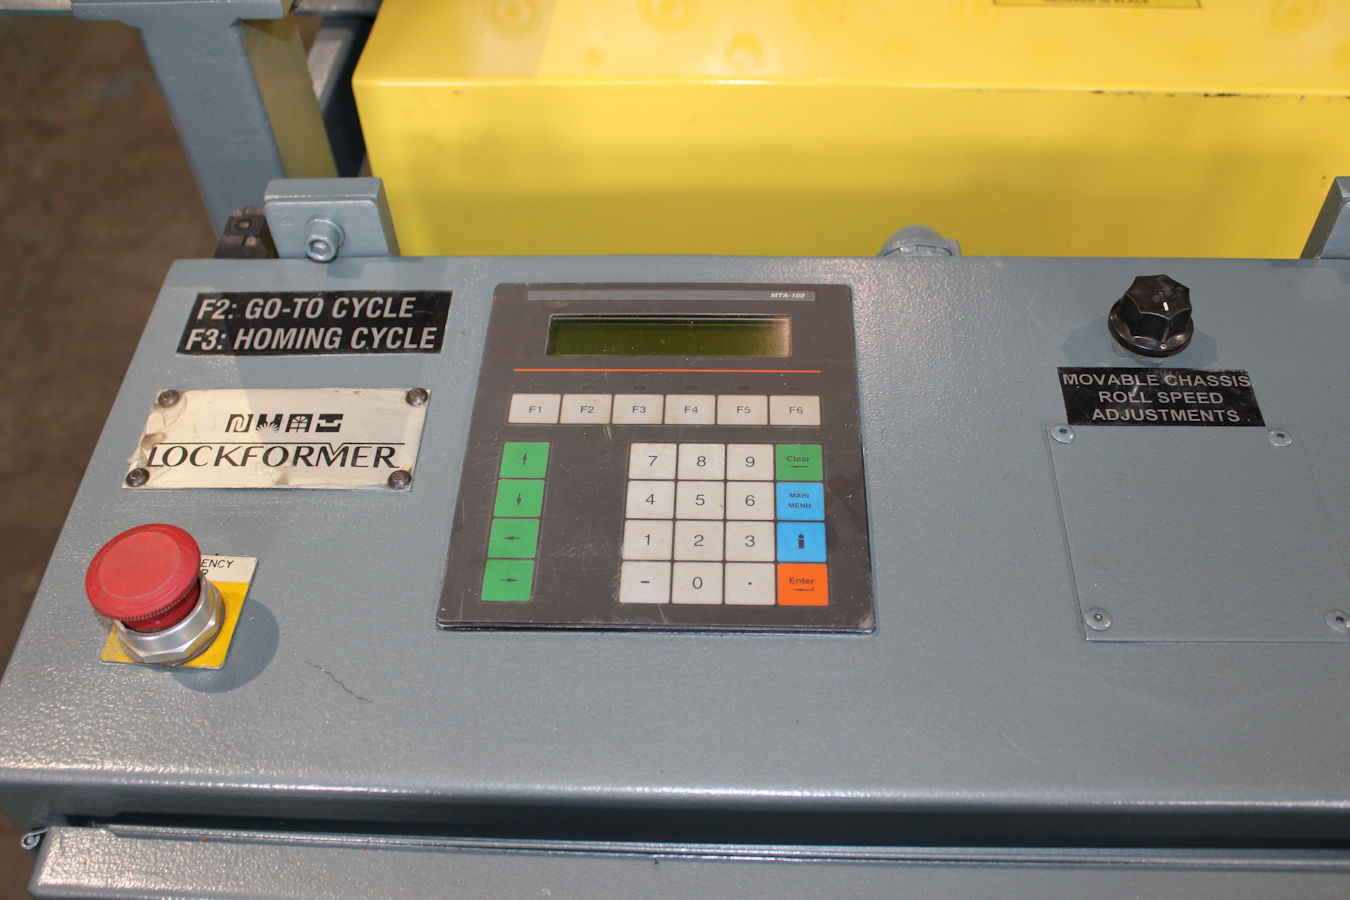 F2: GO-TO CYCLE
F3: HOMING CYCLE
LOCKFORMER
MTA-100
F1 F2 F3 F4 F5 F6
7 8 9 Clear
4 5 6 MAIN MENU
1 2 3 i
- 0 . Enter
MOVABLE CHASSIS
ROLL SPEED
ADJUSTMENTS